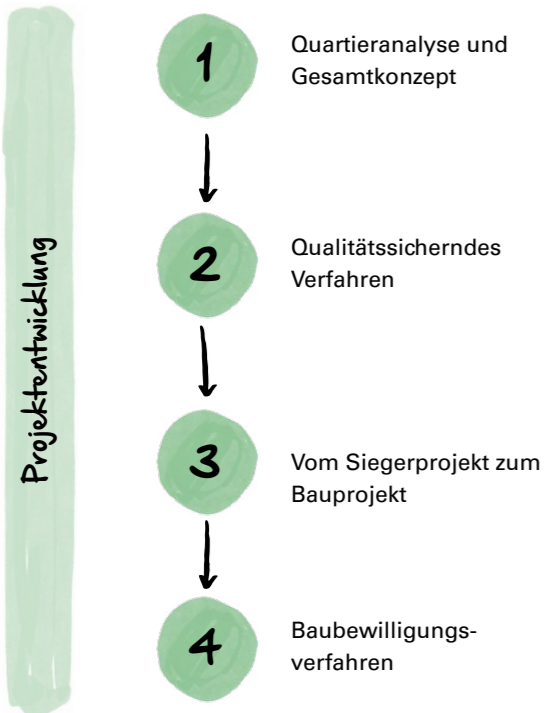 Projektentwicklung
1
Quartieranalyse und
Gesamtkonzept
2
Qualitätssicherndes
Verfahren
3
Vom Siegerprojekt zum
Bauprojekt
4
Baubewilligungs-
verfahren